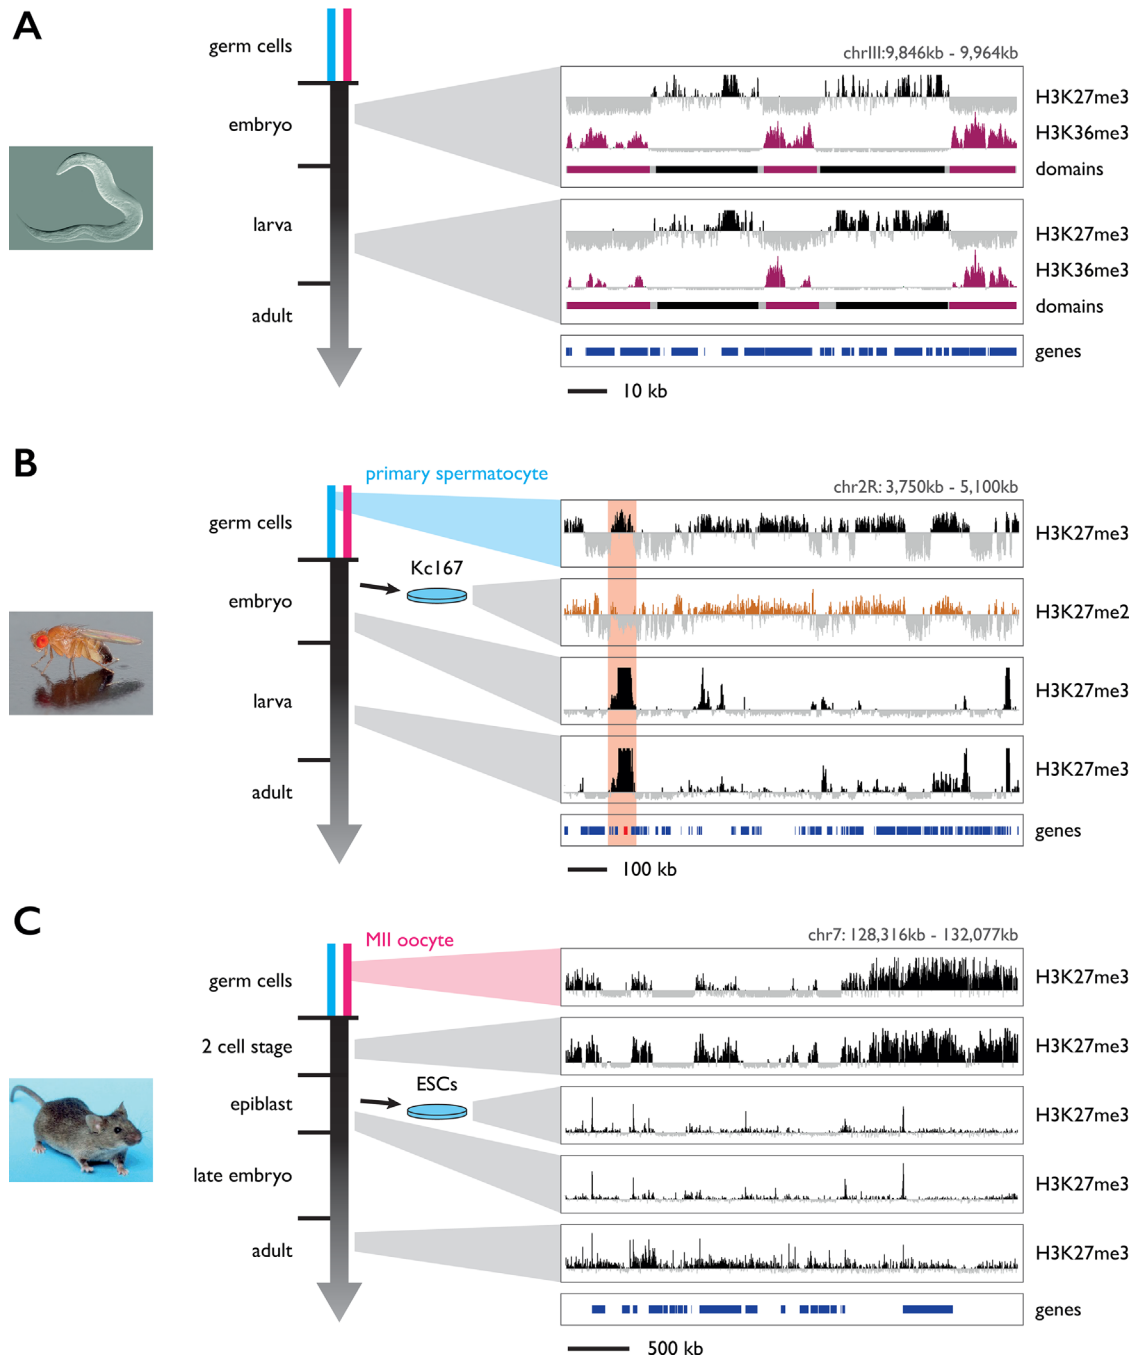 A
germ cells
chrIII:9,846kb - 9,964kb
H3K27me3
embryo
H3K36me3
domains
larva
H3K27me3
H3K36me3
domains
adult
genes
10 kb
B
primary spermatocyte
chr2R: 3,750kb - 5,100kb
germ cells
H3K27me3
Kc167
embryo
H3K27me2
larva
H3K27me3
H3K27me3
adult
genes
100 kb
C
MII oocyte
chr7: 128,316kb - 132,077kb
germ cells
H3K27me3
2 cell stage
H3K27me3
ESCs
epiblast
H3K27me3
late embryo
H3K27me3
adult
H3K27me3
genes
500 kb